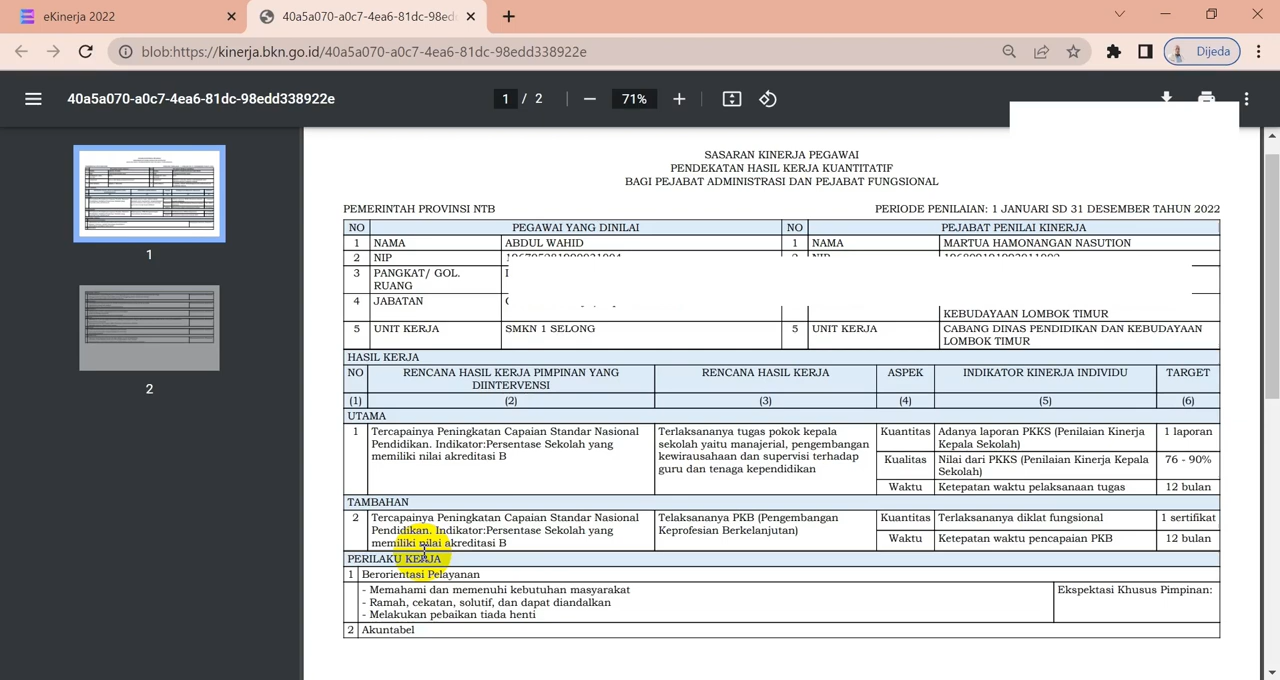 eKinerja 2022
40a5a070-a0c7-4ea6-81dc-98ed
blob:https://kinerja.bkn.go.id/40a5a070-a0c7-4ea6-81dc-98edd338922e
Dijeda
40a5a070-a0c7-4ea6-81dc-98edd338922e
1 / 2
71%
1
2
SASARAN KINERJA PEGAWAI
PENDEKATAN HASIL KERJA KUANTITATIF
BAGI PEJABAT ADMINISTRASI DAN PEJABAT FUNGSIONAL
PEMERINTAH PROVINSI NTB
PERIODE PENILAIAN: 1 JANUARI SD 31 DESEMBER TAHUN 2022
NO PEGAWAI YANG DINILAI NO PEJABAT PENILAI KINERJA
1 NAMA ABDUL WAHID 1 NAMA MARTUA HAMONANGAN NASUTION
2 NIP
3 PANGKAT/ GOL.
RUANG
4 JABATAN
KEBUDAYAAN LOMBOK TIMUR
5 UNIT KERJA SMKN 1 SELONG 5 UNIT KERJA CABANG DINAS PENDIDIKAN DAN KEBUDAYAAN
LOMBOK TIMUR
HASIL KERJA
NO RENCANA HASIL KERJA PIMPINAN YANG RENCANA HASIL KERJA ASPEK INDIKATOR KINERJA INDIVIDU TARGET
DIINTERVENSI
(1) (2) (3) (4) (5) (6)
UTAMA
1 Tercapainya Peningkatan Capaian Standar Nasional Terlaksananya tugas pokok kepala Kuantitas Adanya laporan PKKS (Penilaian Kinerja 1 laporan
Pendidikan. Indikator:Persentase Sekolah yang sekolah yaitu manajerial, pengembangan Kepala Sekolah)
memiliki nilai akreditasi B kewirausahaan dan supervisi terhadap Kualitas Nilai dari PKKS (Penilaian Kinerja Kepala 76 - 90%
guru dan tenaga kependidikan Sekolah)
Waktu Ketepatan waktu pelaksanaan tugas 12 bulan
TAMBAHAN
2 Tercapainya Peningkatan Capaian Standar Nasional Telaksananya PKB (Pengembangan Kuantitas Terlaksananya diklat fungsional 1 sertifikat
Pendidikan. Indikator:Persentase Sekolah yang Keprofesian Berkelanjutan)
memiliki nilai akreditasi B Waktu Ketepatan waktu pencapaian PKB 12 bulan
PERILAKU KERJA
1 Berorientasi Pelayanan
- Memahami dan memenuhi kebutuhan masyarakat Ekspektasi Khusus Pimpinan:
- Ramah, cekatan, solutif, dan dapat diandalkan
- Melakukan pebaikan tiada henti
2 Akuntabel